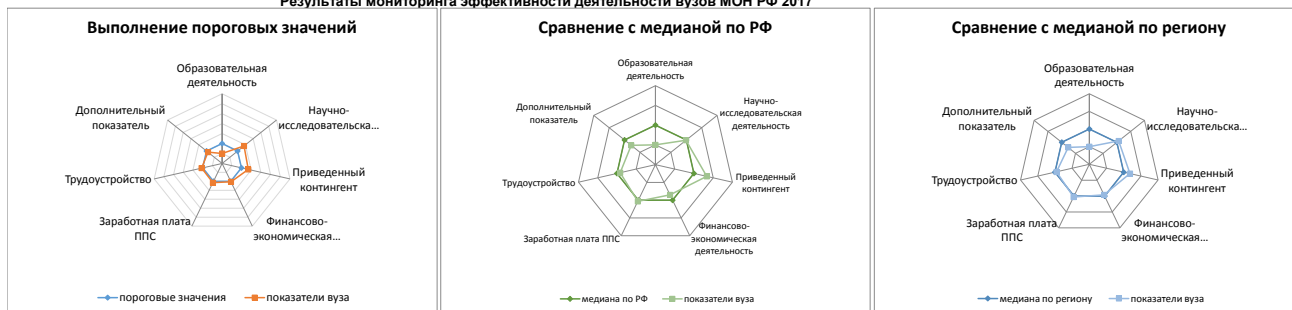 Результаты мониторинга эффективности деятельности вузов МОН РФ 2017
Выполнение пороговых значений
Образовательная
деятельность
Научно-
исследовательска...
Приведенный
контингент
Финансово-
экономическая...
Заработная плата
ППС
Трудоустройство
Дополнительный
показатель
пороговые значения
показатели вуза
Сравнение с медианой по РФ
Образовательная
деятельность
Научно-
исследовательская
деятельность
Приведенный
контингент
Финансово-
экономическая
деятельность
Заработная плата ППС
Трудоустройство
Дополнительный
показатель
медиана по РФ
показатели вуза
Сравнение с медианой по региону
Образовательная
деятельность
Научно-
исследовательска...
Приведенный
контингент
Финансово-
экономическая...
Заработная плата
ППС
Трудоустройство
Дополнительный
показатель
медиана по региону
показатели вуза